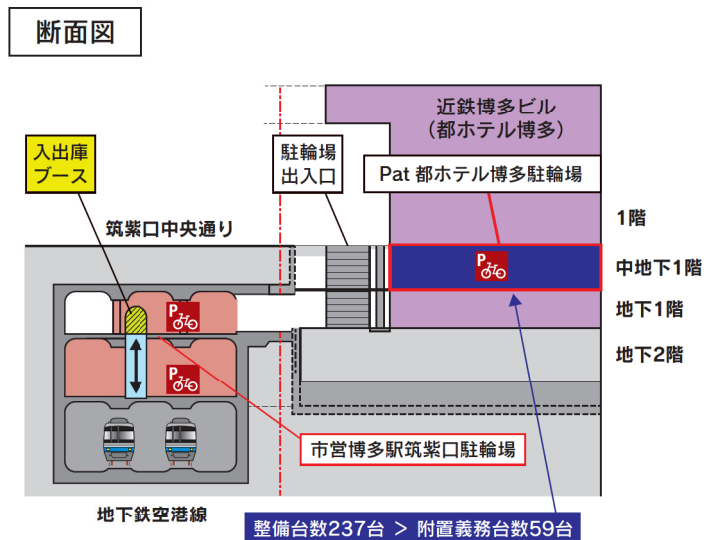 断面図
近鉄博多ビル
（都ホテル博多）
入出庫
ブース
駐輪場
出入口
Pat 都ホテル博多駐輪場
筑紫口中央通り
1階
中地下1階
地下1階
地下2階
P
P
P
市営博多駅筑紫口駐輪場
地下鉄空港線
整備台数237台 ＞ 附置義務台数59台